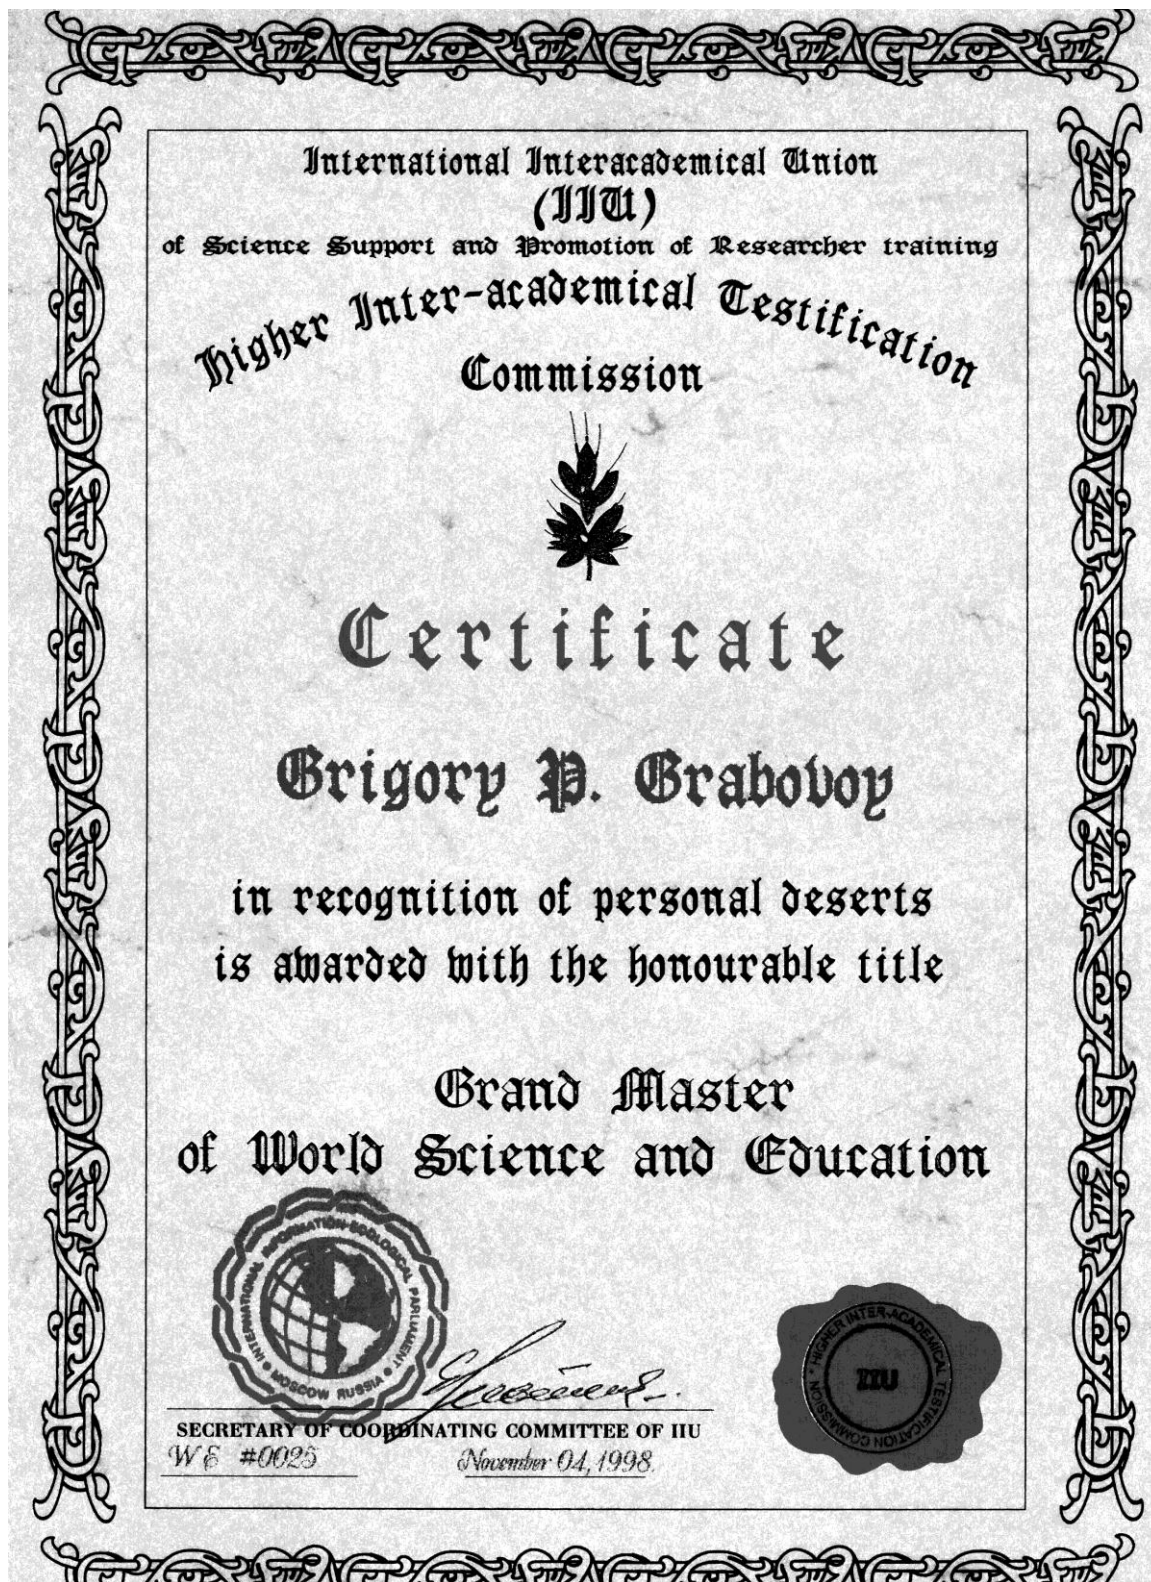 International Interacademical Union
(IIU)
of Science Support and Promotion of Researcher training
Higher Inter-academical Testification
Commission
Certificate
Grigory P. Grabovoy
in recognition of personal deserts
is awarded with the honourable title
Grand Master
of World Science and Education
INTERNATIONAL INFORMATION-ECOLOGICAL PARLIAMENT • MOSCOW RUSSIA •
HIGHER INTER-ACADEMICAL TESTIFICATION COMMISSION •
IIU
SECRETARY OF COORDINATING COMMITTEE OF IIU
WE #0025 November 04, 1998.